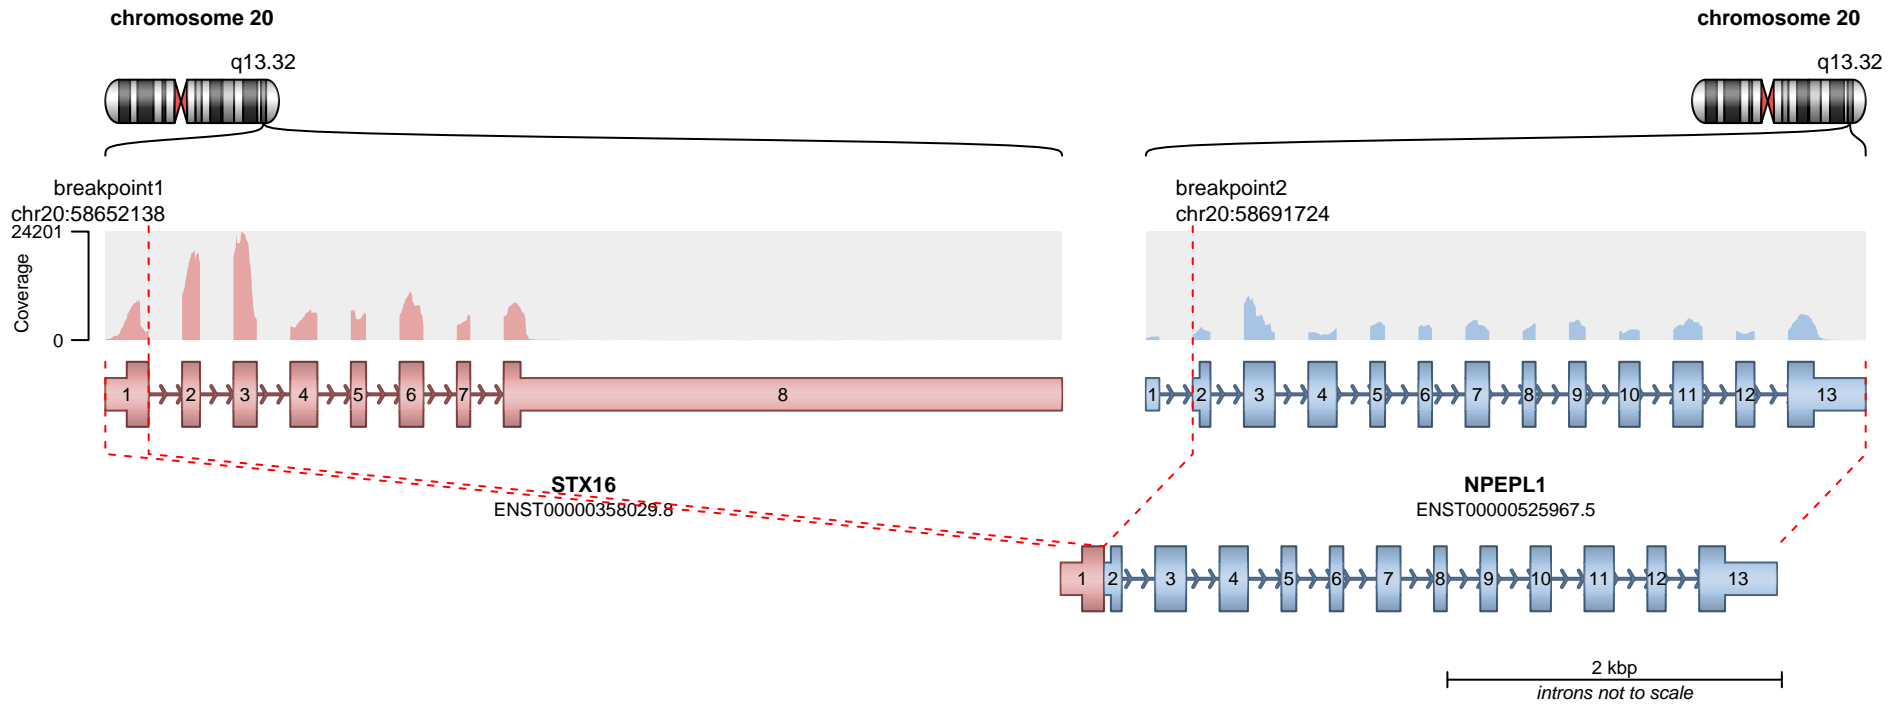 chromosome 20
chromosome 20
q13.32
q13.32
breakpoint1
chr20:58652138
breakpoint2
chr20:58691724
24201
Coverage
0
1 2 3 4 5 6 7 8
1 2 3 4 5 6 7 8 9 10 11 12 13
STX16
ENST00000358029.8
NPEPL1
ENST00000525967.5
1 2 3 4 5 6 7 8 9 10 11 12 13
2 kbp
introns not to scale